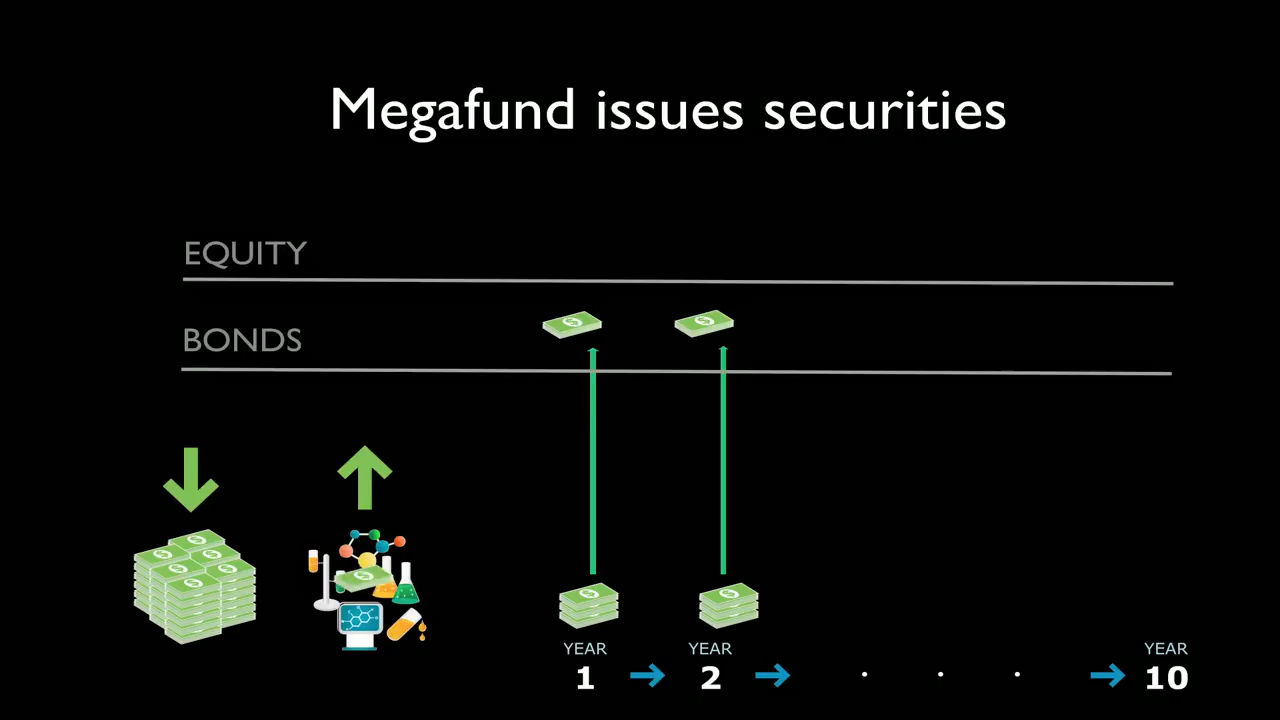 Megafund issues securities
EQUITY
BONDS
YEAR YEAR YEAR
1 2 . . . 10